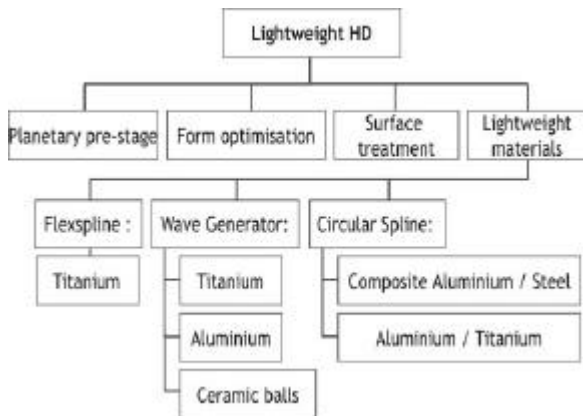 Lightweight HD
Planetary pre-stage
Form optimisation
Surface
treatment
Lightweight
materials
Flexspline :
Wave Generator:
Circular Spline:
Titanium
Titanium
Composite Aluminium / Steel
Aluminium
Aluminium / Titanium
Ceramic balls